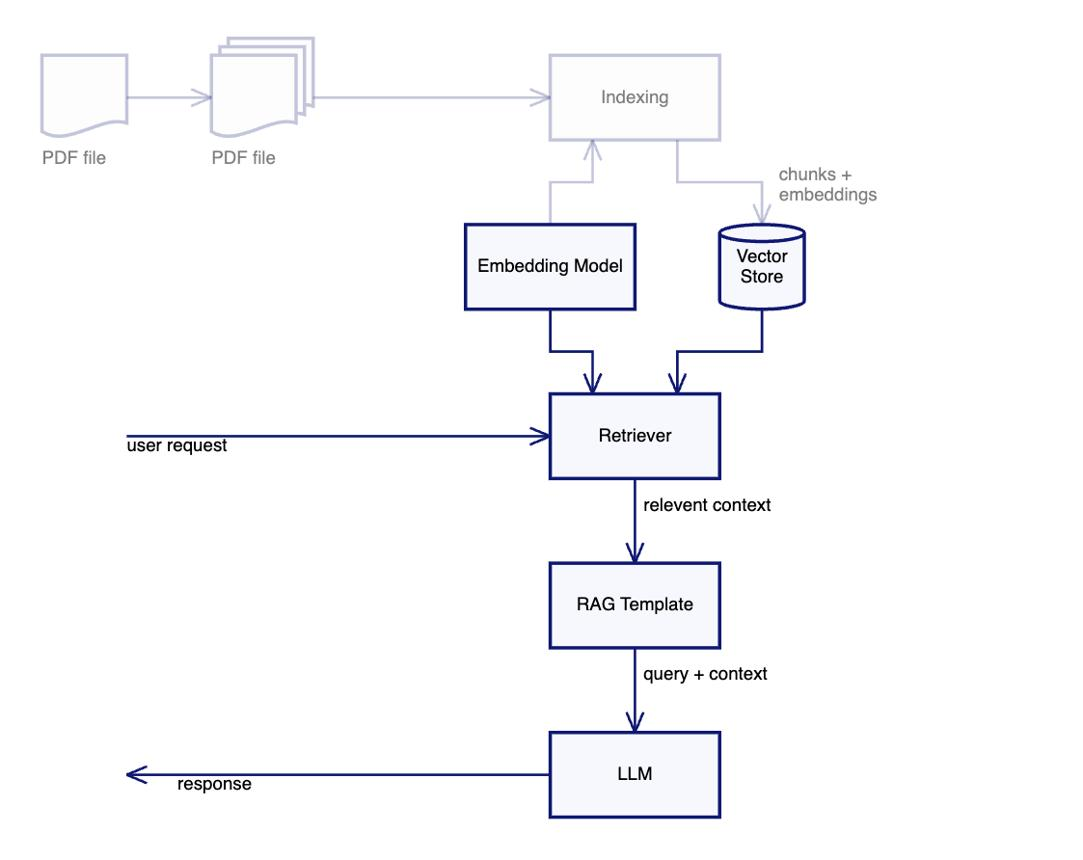 PDF file
PDF file
Indexing
chunks +
embeddings
Embedding Model
Vector
Store
user request
Retriever
relevent context
RAG Template
query + context
LLM
response